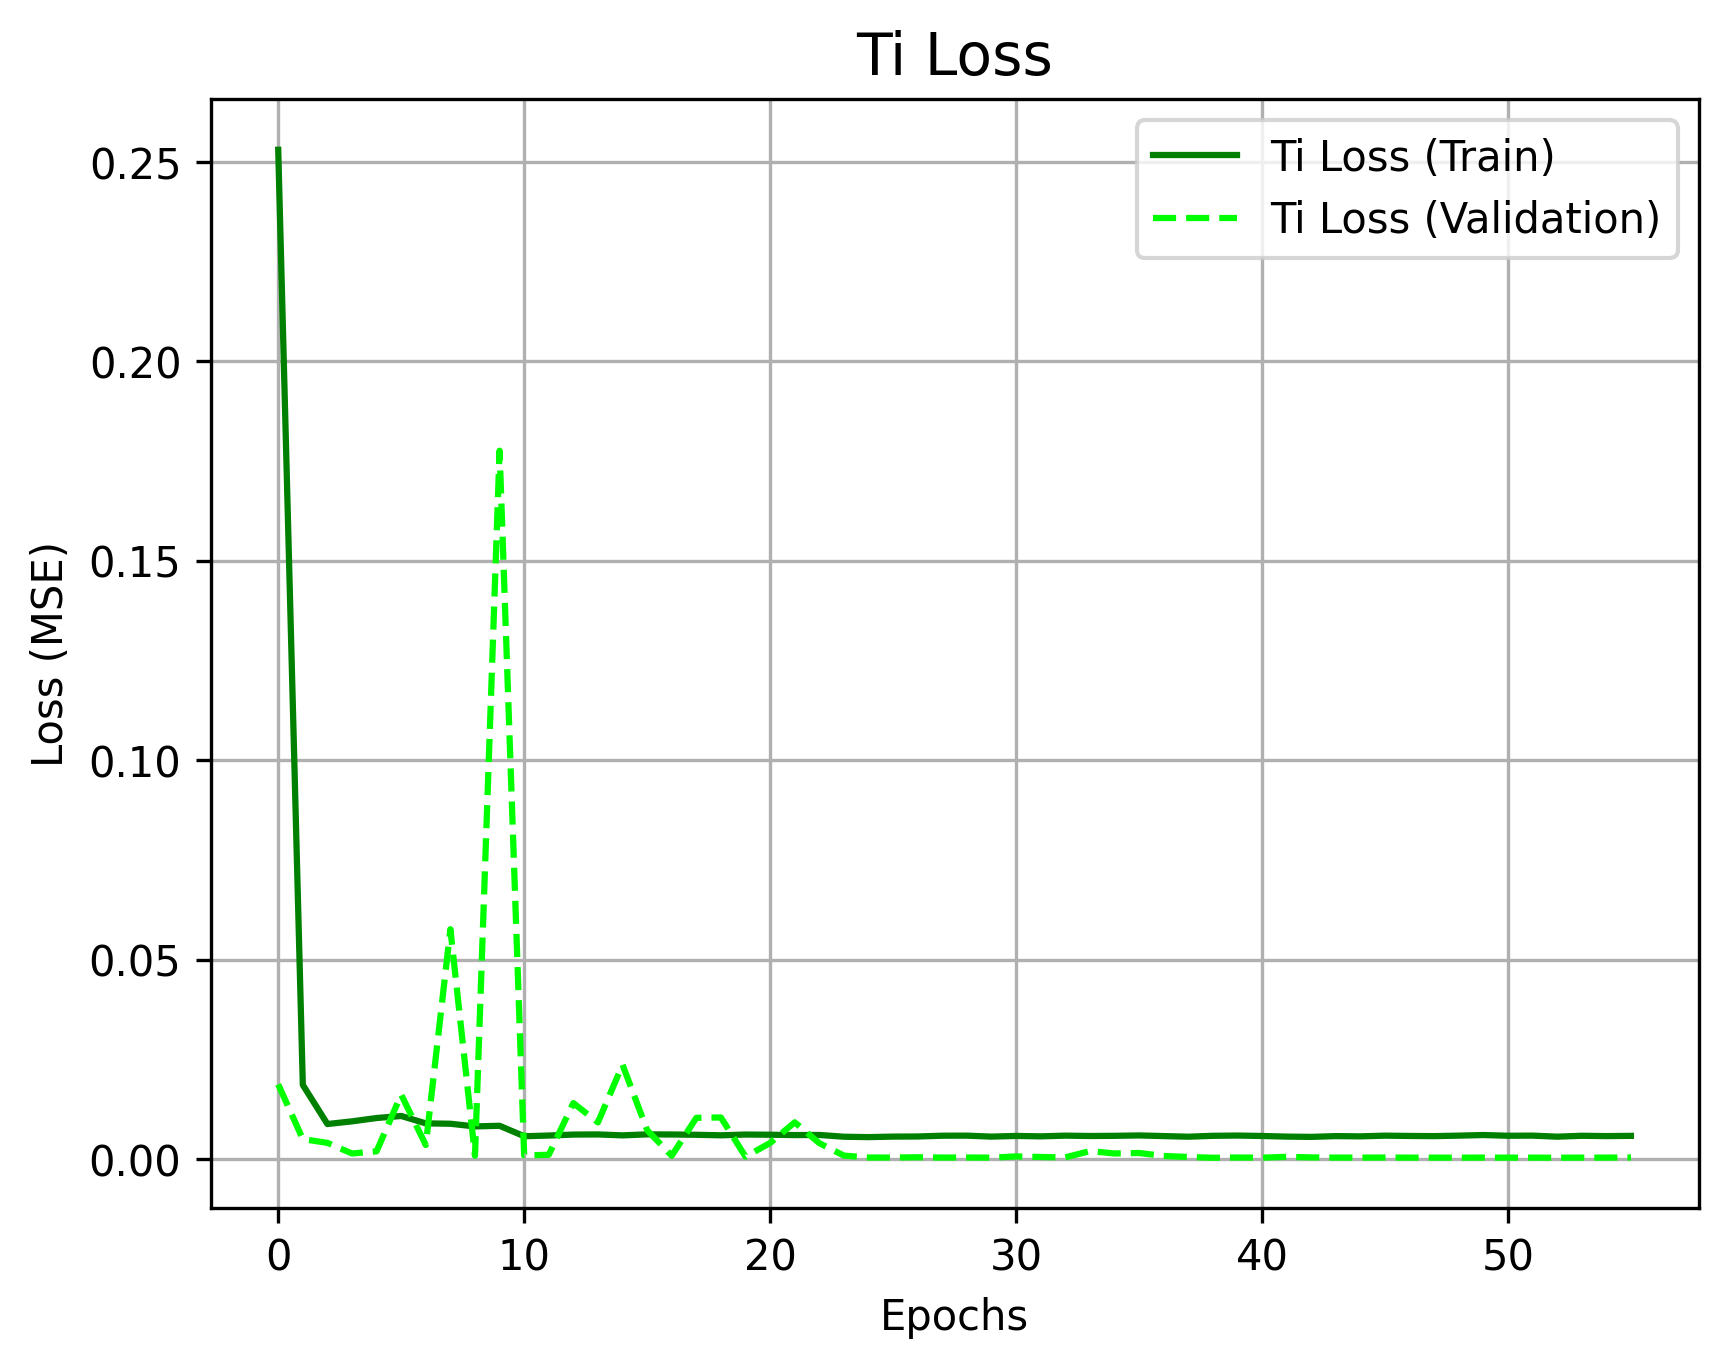 Ti Loss
Ti Loss (Train)
Ti Loss (Validation)
Loss (MSE)
0.25
0.20
0.15
0.10
0.05
0.00
0 10 20 30 40 50
Epochs